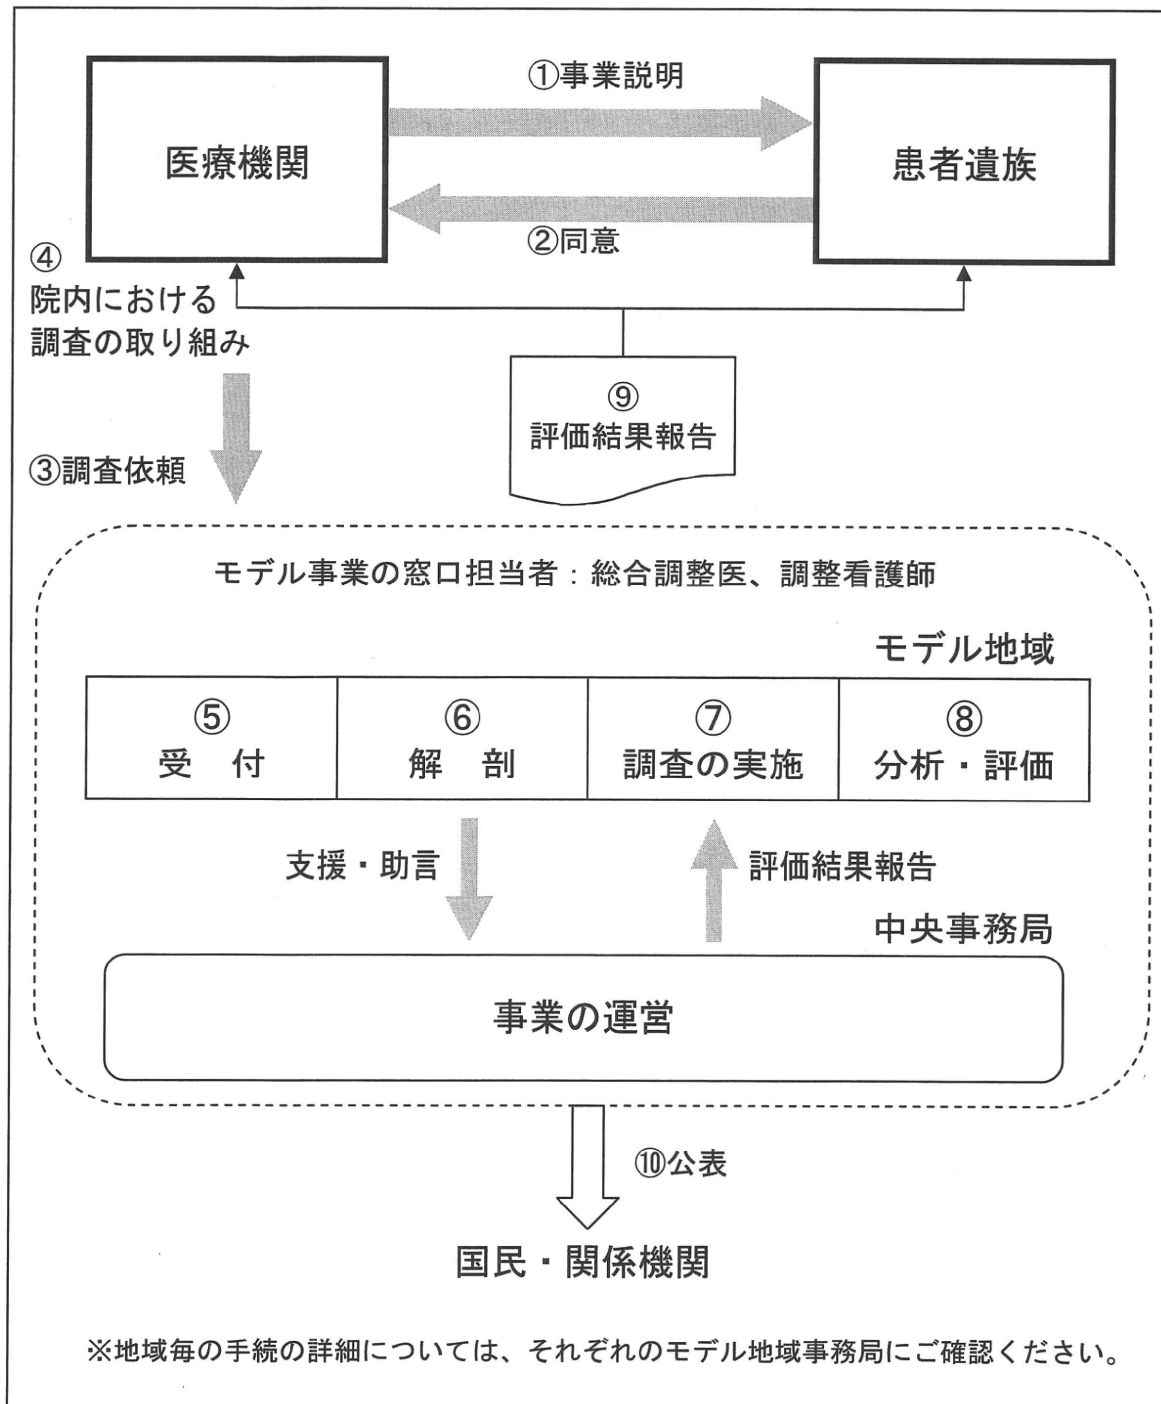 ①事業説明
医療機関
患者遺族
②同意
④
院内における
調査の取り組み
⑨
評価結果報告
③調査依頼
モデル事業の窓口担当者：総合調整医、調整看護師
モデル地域
⑤
受　付
⑥
解　剖
⑦
調査の実施
⑧
分析・評価
支援・助言
評価結果報告
中央事務局
事業の運営
⑩公表
国民・関係機関
※地域毎の手続の詳細については、それぞれのモデル地域事務局にご確認ください。